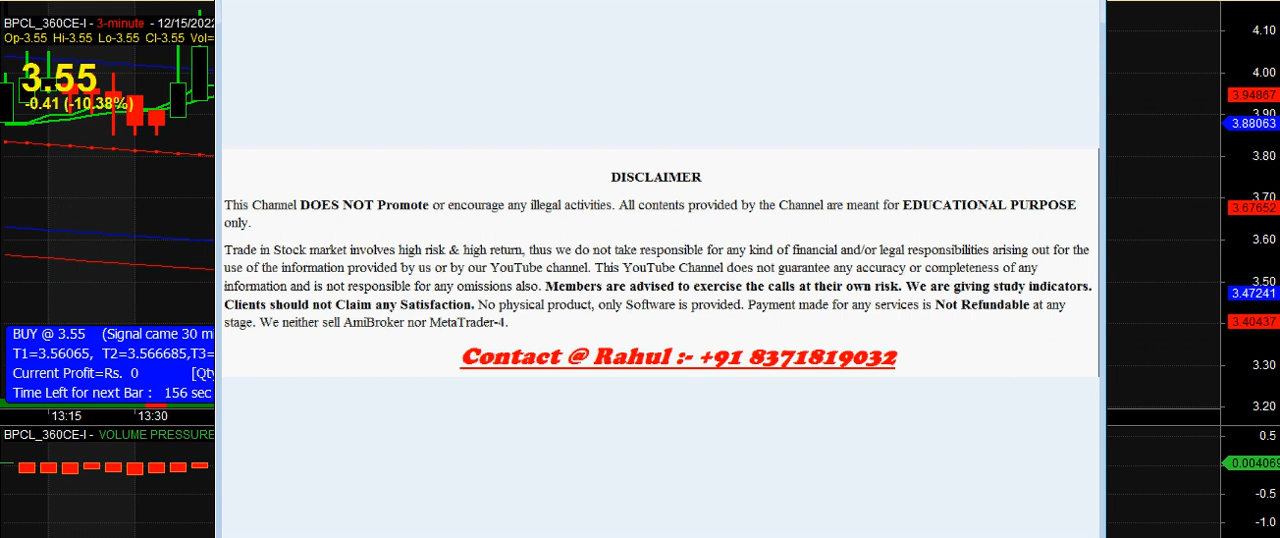 BPCL_360CE-I - 3-minute - 12/15/2022
Op-3.55 Hi-3.55 Lo-3.55 Cl-3.55 Vol=
3.55
-0.41 (-10.38%)
BUY @ 3.55 (Signal came 30 mi
T1=3.56065, T2=3.566685,T3=
Current Profit=Rs. 0 [Qty
Time Left for next Bar : 156 sec
13:15 13:30
BPCL_360CE-I - VOLUME PRESSURE
DISCLAIMER
This Channel DOES NOT Promote or encourage any illegal activities. All contents provided by the Channel are meant for EDUCATIONAL PURPOSE
only.
Trade in Stock market involves high risk & high return, thus we do not take responsible for any kind of financial and/or legal responsibilities arising out for the
use of the information provided by us or by our YouTube channel. This YouTube Channel does not guarantee any accuracy or completeness of any
information and is not responsible for any omissions also. Members are advised to exercise the calls at their own risk. We are giving study indicators.
Clients should not Claim any Satisfaction. No physical product, only Software is provided. Payment made for any services is Not Refundable at any
stage. We neither sell AmiBroker nor MetaTrader-4.
Contact @ Rahul :- +91 8371819032
4.10
4.00
3.94867
3.90
3.88063
3.80
3.70
3.67652
3.60
3.50
3.47241
3.40437
3.30
3.20
0.5
0.004069
-0.5
-1.0